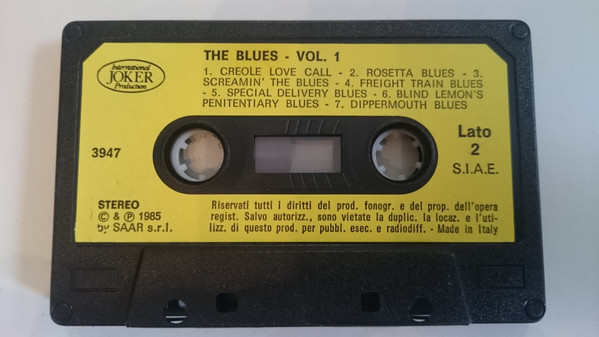 International
JOKER
Production
THE BLUES - VOL. 1
1. CREOLE LOVE CALL - 2. ROSETTA BLUES - 3.
SCREAMIN' THE BLUES - 4. FREIGHT TRAIN BLUES
- 5. SPECIAL DELIVERY BLUES - 6. BLIND LEMON'S
PENITENTIARY BLUES - 7. DIPPERMOUTH BLUES
3947
Lato
2
S.I.A.E.
STEREO
© & ℗ 1985
by SAAR s.r.l.
Riservati tutti i diritti del prod. fonogr. e del prop. dell'opera
regist. Salvo autorizz., sono vietate la duplic. la locaz. e l'uti-
lizz. di questo prod. per pubbl. esec. e radiodiff. - Made in Italy